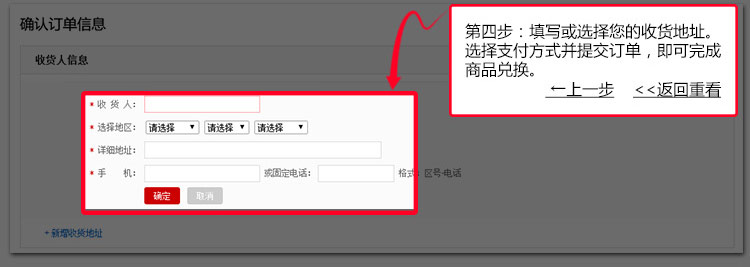 确认订单信息
收货人信息
第四步：填写或选择您的收货地址。
选择支付方式并提交订单，即可完成
商品兑换。
←上一步 <<返回重看
* 收 货 人：
* 选择地区： 请选择 请选择 请选择
* 详细地址：
* 手 机： 或固定电话： 格式：区号-电话
确定 取消
+ 新增收货地址